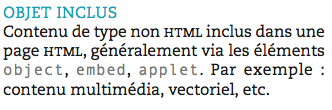 OBJET INCLUS
Contenu de type non HTML inclus dans une
page HTML, généralement via les éléments
object, embed, applet. Par exemple :
contenu multimédia, vectoriel, etc.